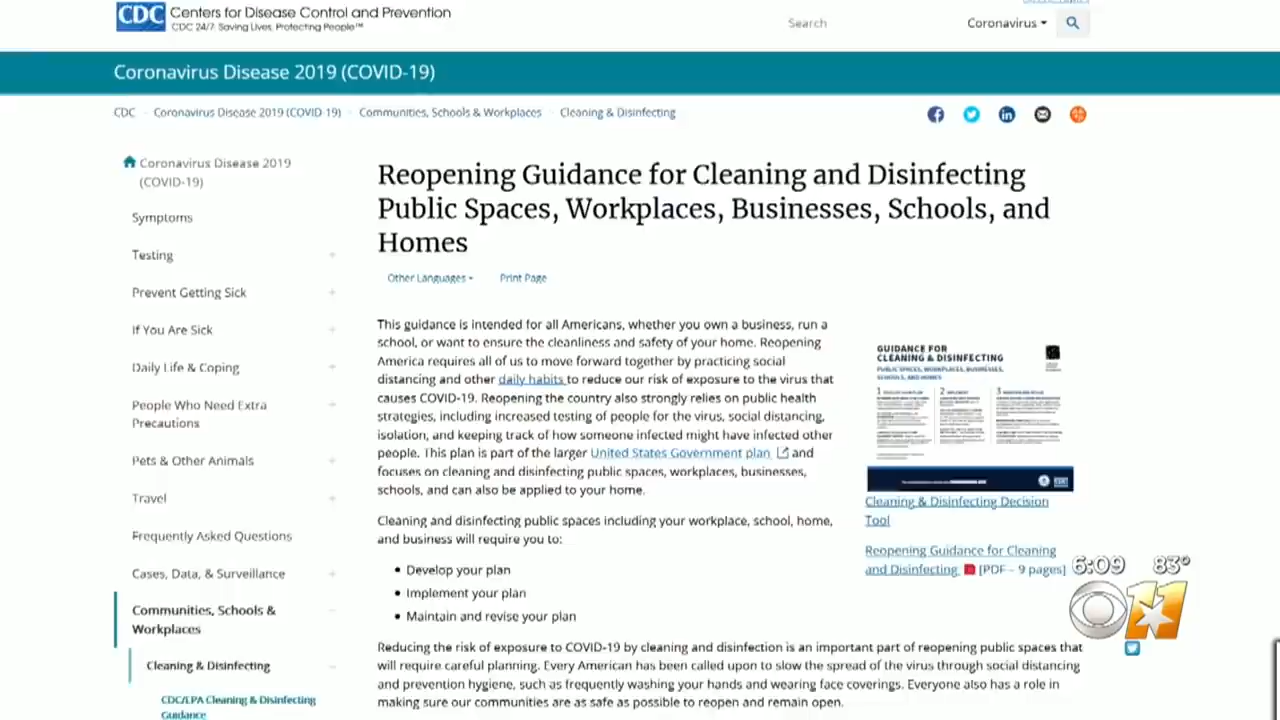 CDC Centers for Disease Control and Prevention
CDC 24/7: Saving Lives, Protecting People™
Search
Coronavirus
Coronavirus Disease 2019 (COVID-19)
CDC
Coronavirus Disease 2019 (COVID-19)
Communities, Schools & Workplaces
Cleaning & Disinfecting
Coronavirus Disease 2019
(COVID-19)
Symptoms
Testing
Prevent Getting Sick
If You Are Sick
Daily Life & Coping
People Who Need Extra
Precautions
Pets & Other Animals
Travel
Frequently Asked Questions
Cases, Data, & Surveillance
Communities, Schools &
Workplaces
Cleaning & Disinfecting
CDC/EPA Cleaning & Disinfecting
Guidance
Reopening Guidance for Cleaning and Disinfecting
Public Spaces, Workplaces, Businesses, Schools, and
Homes
Other Languages
Print Page
This guidance is intended for all Americans, whether you own a business, run a
school, or want to ensure the cleanliness and safety of your home. Reopening
America requires all of us to move forward together by practicing social
distancing and other daily habits to reduce our risk of exposure to the virus that
causes COVID-19. Reopening the country also strongly relies on public health
strategies, including increased testing of people for the virus, social distancing,
isolation, and keeping track of how someone infected might have infected other
people. This plan is part of the larger United States Government plan and
focuses on cleaning and disinfecting public spaces, workplaces, businesses,
schools, and can also be applied to your home.
Cleaning and disinfecting public spaces including your workplace, school, home,
and business will require you to:
• Develop your plan
• Implement your plan
• Maintain and revise your plan
Reducing the risk of exposure to COVID-19 by cleaning and disinfection is an important part of reopening public spaces that
will require careful planning. Every American has been called upon to slow the spread of the virus through social distancing
and prevention hygiene, such as frequently washing your hands and wearing face coverings. Everyone also has a role in
making sure our communities are as safe as possible to reopen and remain open.
GUIDANCE FOR
CLEANING & DISINFECTING
PUBLIC SPACES, WORKPLACES, BUSINESSES,
SCHOOLS, AND HOMES
1
2
3
CDC
Cleaning & Disinfecting Decision
Tool
Reopening Guidance for Cleaning
and Disinfecting [PDF – 9 pages]
6:09 83°
11